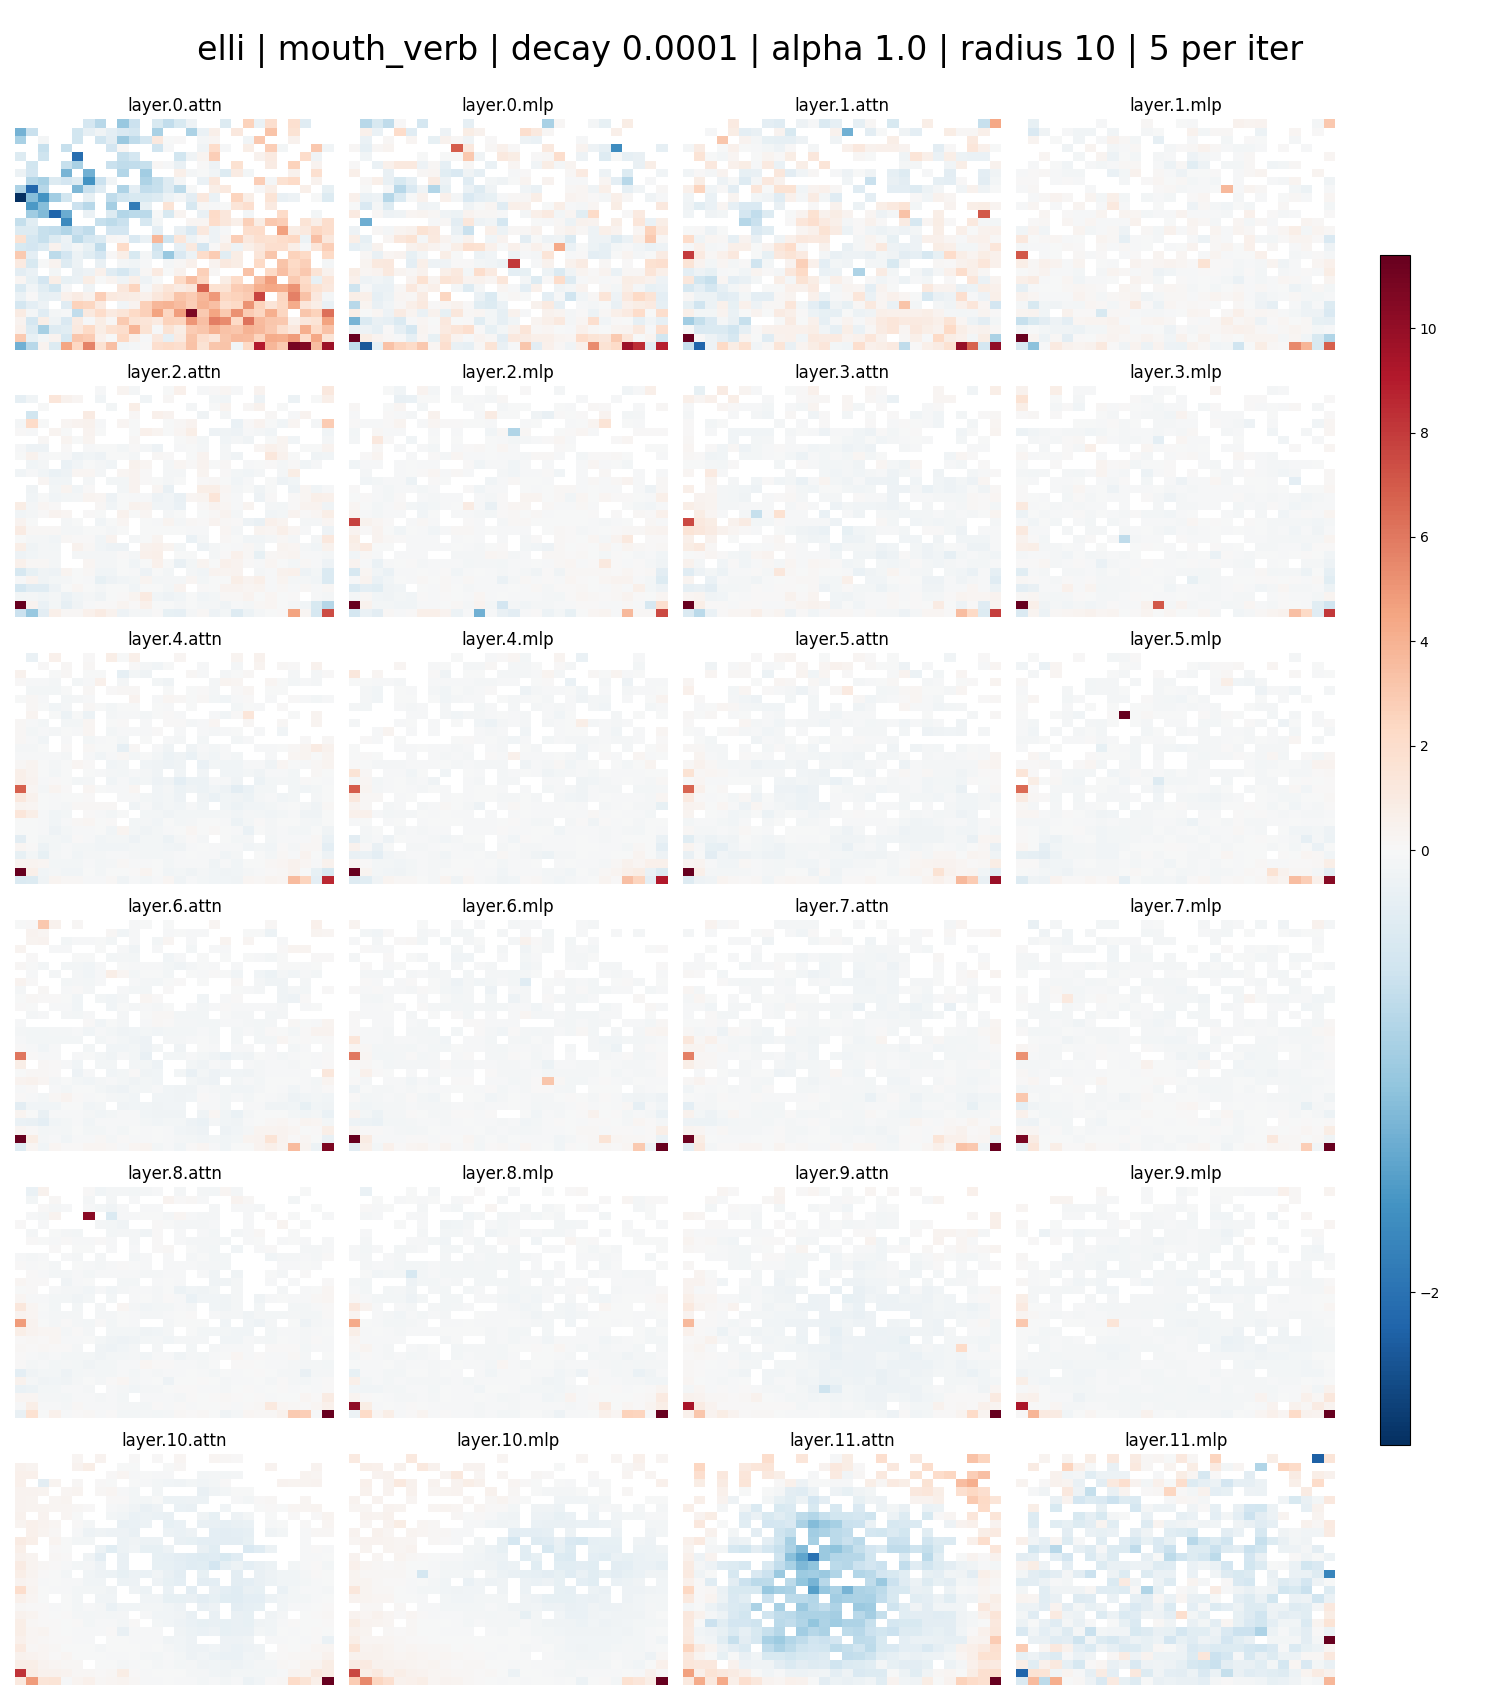 elli | mouth_verb | decay 0.0001 | alpha 1.0 | radius 10 | 5 per iter
layer.0.attn
layer.0.mlp
layer.1.attn
layer.1.mlp
layer.2.attn
layer.2.mlp
layer.3.attn
layer.3.mlp
layer.4.attn
layer.4.mlp
layer.5.attn
layer.5.mlp
layer.6.attn
layer.6.mlp
layer.7.attn
layer.7.mlp
layer.8.attn
layer.8.mlp
layer.9.attn
layer.9.mlp
layer.10.attn
layer.10.mlp
layer.11.attn
layer.11.mlp
10
8
6
4
2
0
−2